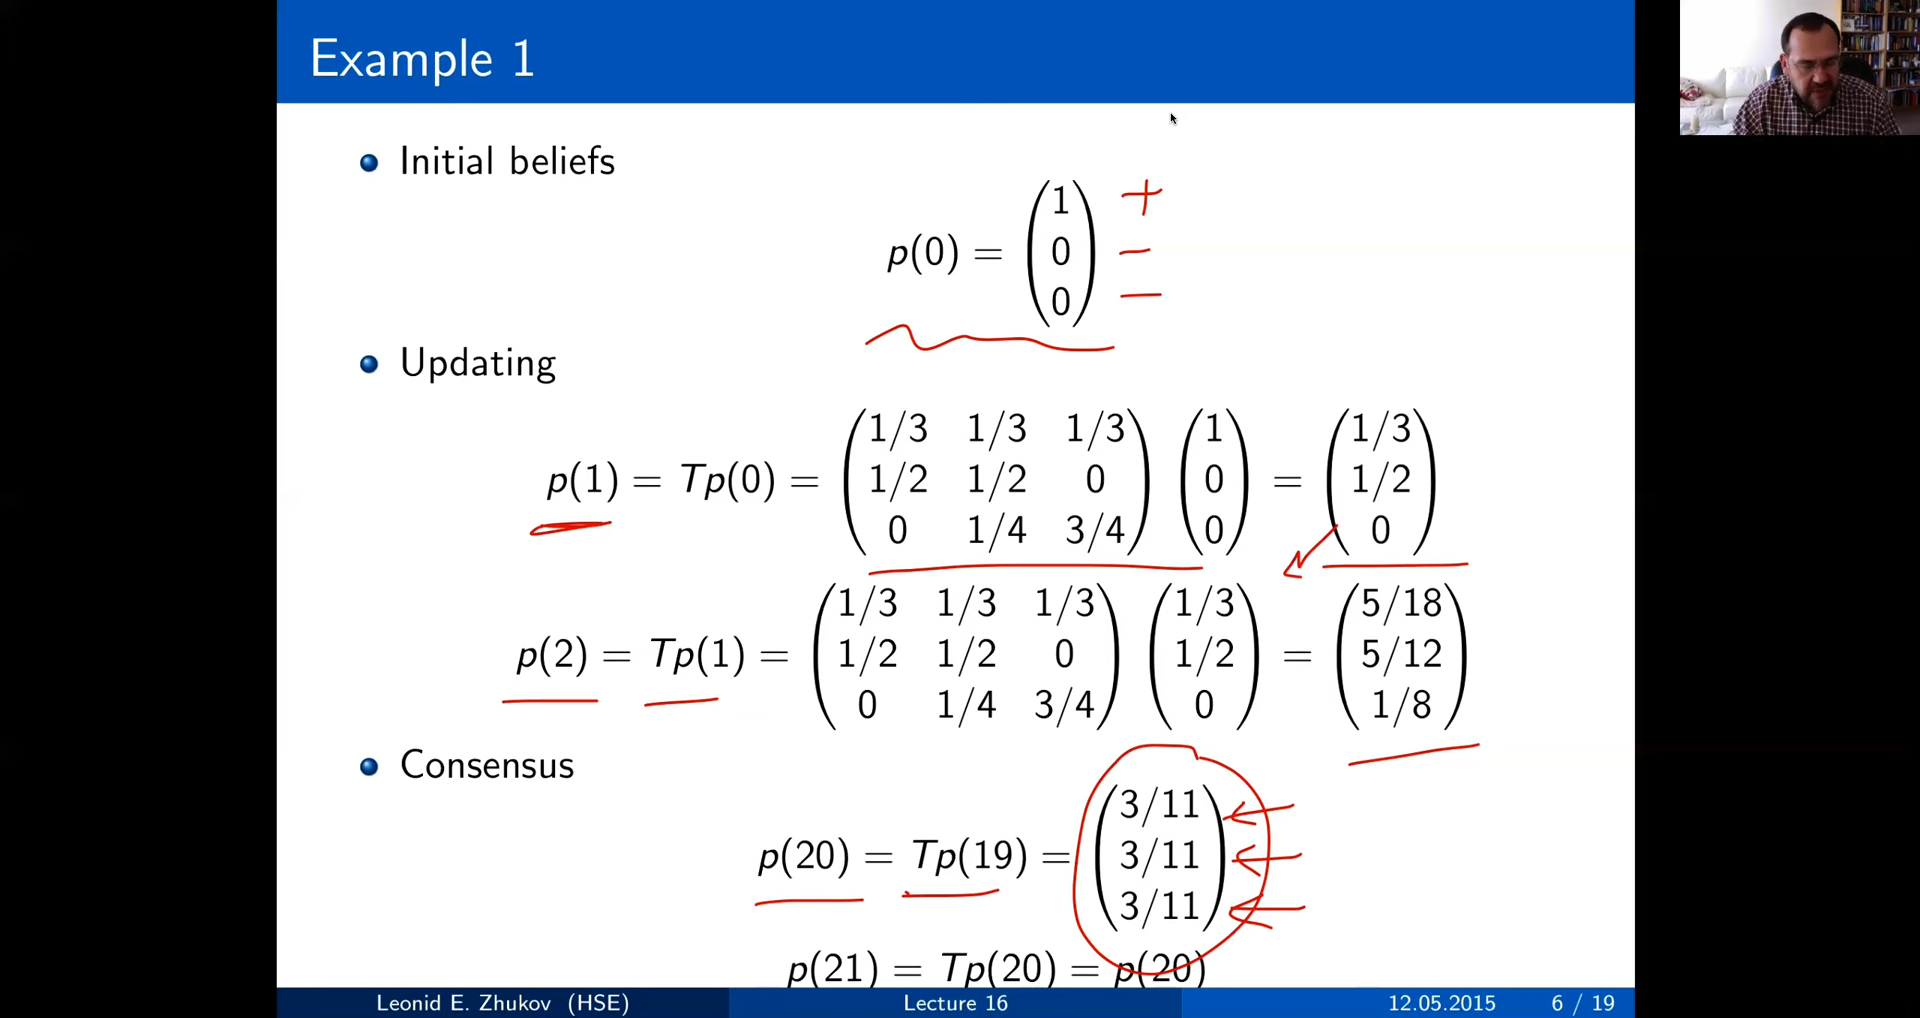 Example 1
Initial beliefs
p(0) = (1 0 0) + − −
Updating
p(1) = Tp(0) = (1/3 1/3 1/3
1/2 1/2 0
0 1/4 3/4) (1 0 0) = (1/3 1/2 0)
p(2) = Tp(1) = (1/3 1/3 1/3
1/2 1/2 0
0 1/4 3/4) (1/3 1/2 0) = (5/18 5/12 1/8)
Consensus
p(20) = Tp(19) = (3/11 3/11 3/11)
p(21) = Tp(20) = p(20)
Leonid E. Zhukov (HSE) Lecture 16 12.05.2015 6 / 19